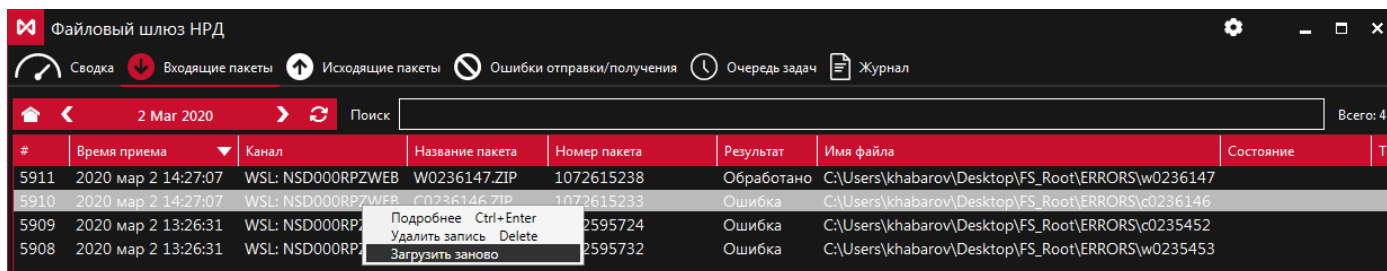 Файловый шлюз НРД
Сводка Входящие пакеты Исходящие пакеты Ошибки отправки/получения Очередь задач Журнал
2 Mar 2020 Поиск Всего: 4
# Время приема Канал Название пакета Номер пакета Результат Имя файла Состояние Т
5911 2020 мар 2 14:27:07 WSL: NSD000RPZWEB W0236147.ZIP 1072615238 Обработано C:\Users\khabarov\Desktop\FS_Root\ERRORS\w0236147
5910 2020 мар 2 14:27:07 WSL: NSD000RPZWEB C0236146.ZIP 1072615233 Ошибка C:\Users\khabarov\Desktop\FS_Root\ERRORS\c0236146
Подробнее Ctrl+Enter
5909 2020 мар 2 13:26:31 WSL: NSD000RPZ 2595724 Ошибка C:\Users\khabarov\Desktop\FS_Root\ERRORS\c0235452
Удалить запись Delete
5908 2020 мар 2 13:26:31 WSL: NSD000RPZ 2595732 Ошибка C:\Users\khabarov\Desktop\FS_Root\ERRORS\w0235453
Загрузить заново